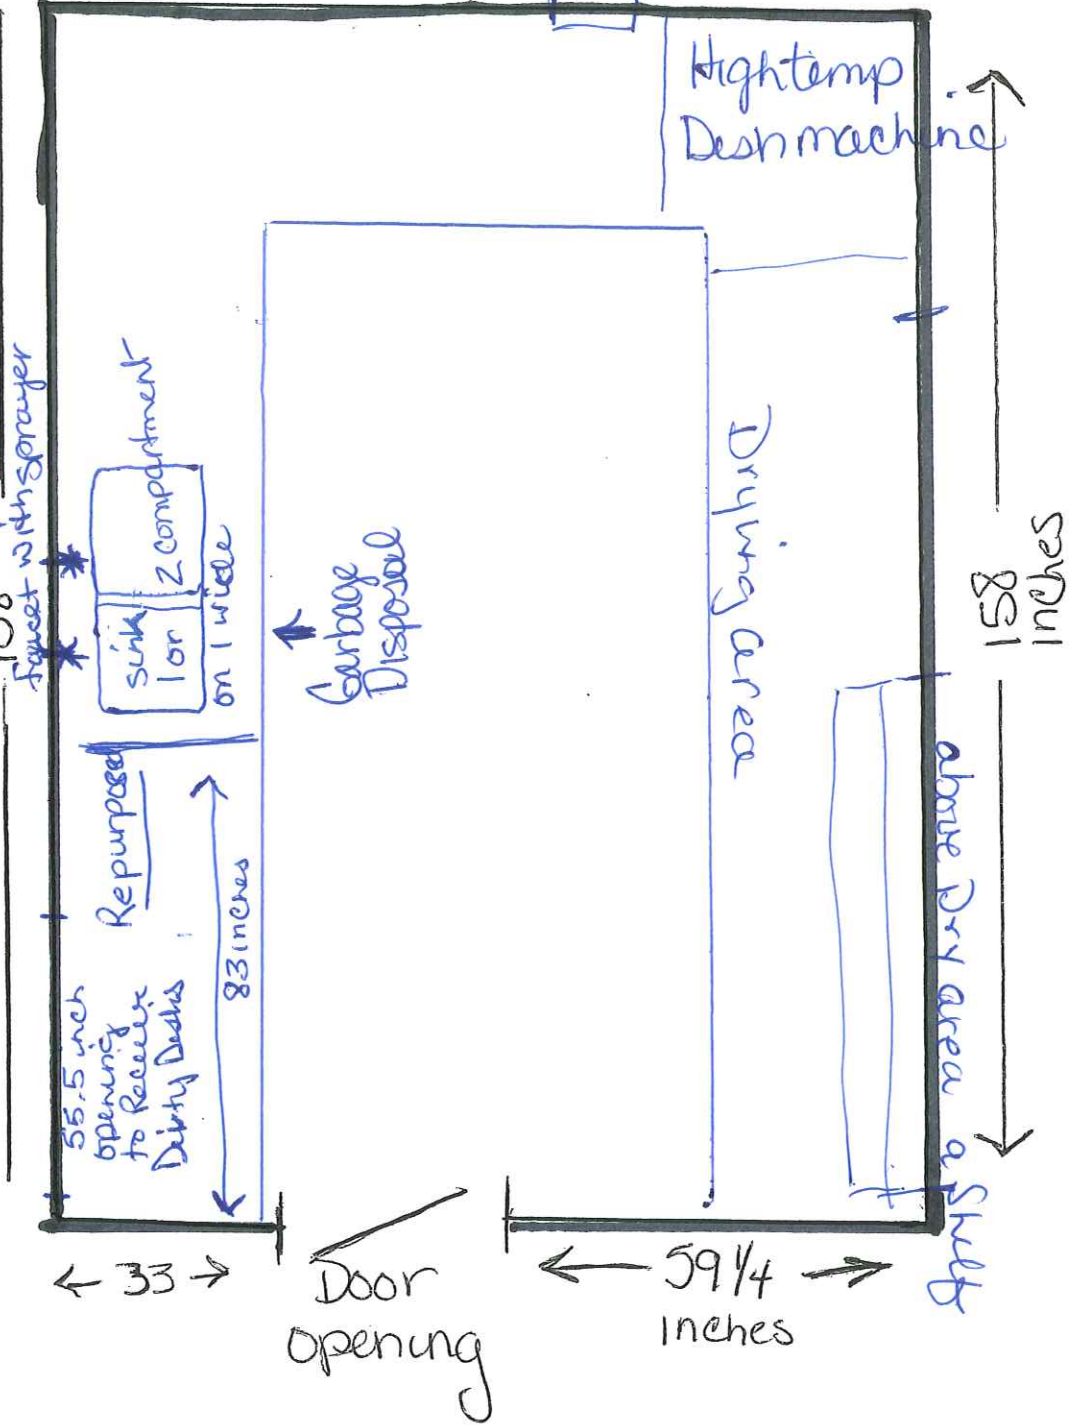 Hightemp
Deshmachine
158
inches
faucet with sprayer
sink
1 or 2 compartment
on 1 wide
Garbage
Disposal
Drying area
Repurposed
83 inches
55.5 inch
opening
to Receive
Dirty Dishs
above Dry area a Shelf
33
Door
opening
59 1/4
inches